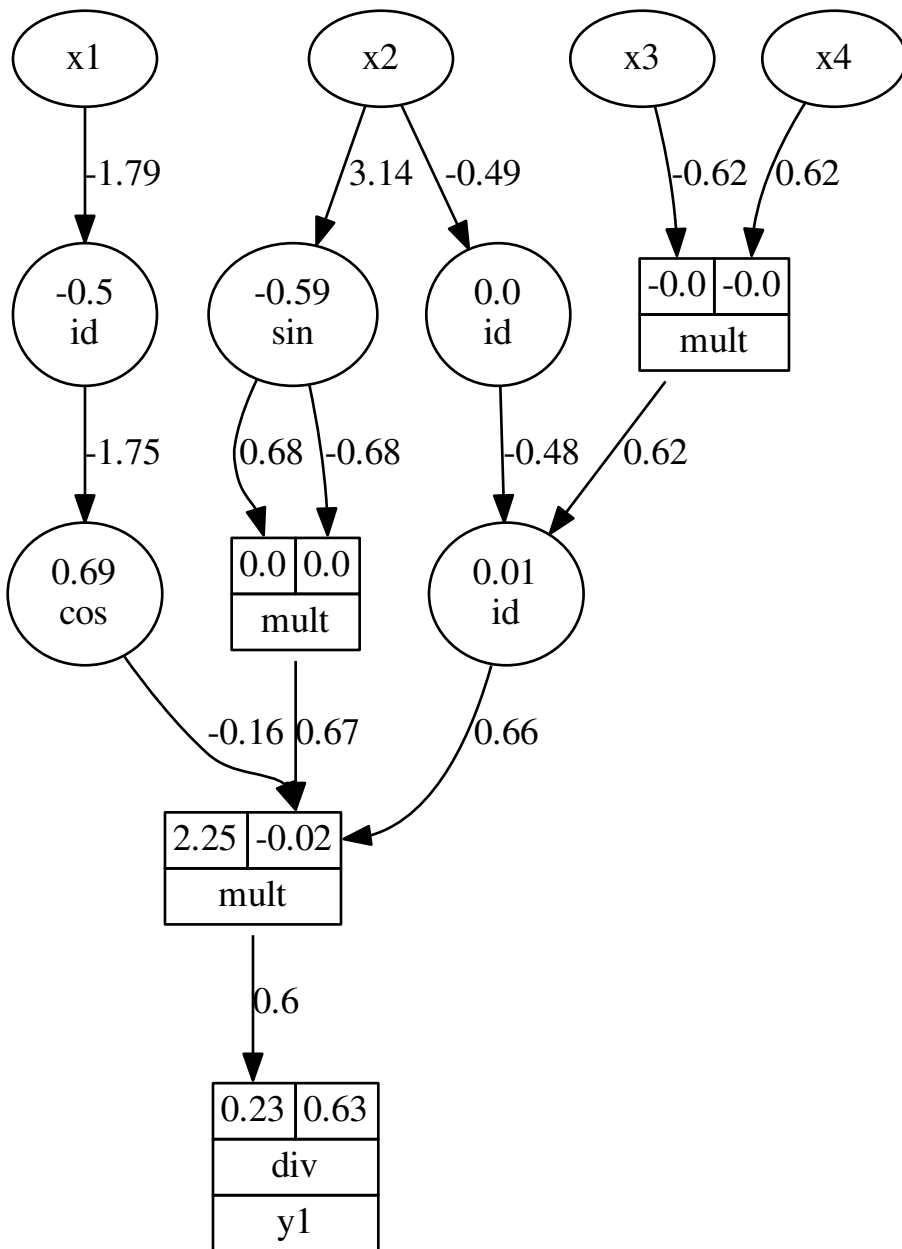 x1
x2
x3
x4
-1.79
3.14
-0.49
-0.62
0.62
-0.5
id
-0.59
sin
0.0
id
-0.0 -0.0
mult
-1.75
0.68
-0.68
-0.48
0.62
0.69
cos
0.0 0.0
mult
0.01
id
-0.16
0.67
0.66
2.25 -0.02
mult
0.6
0.23 0.63
div
y1